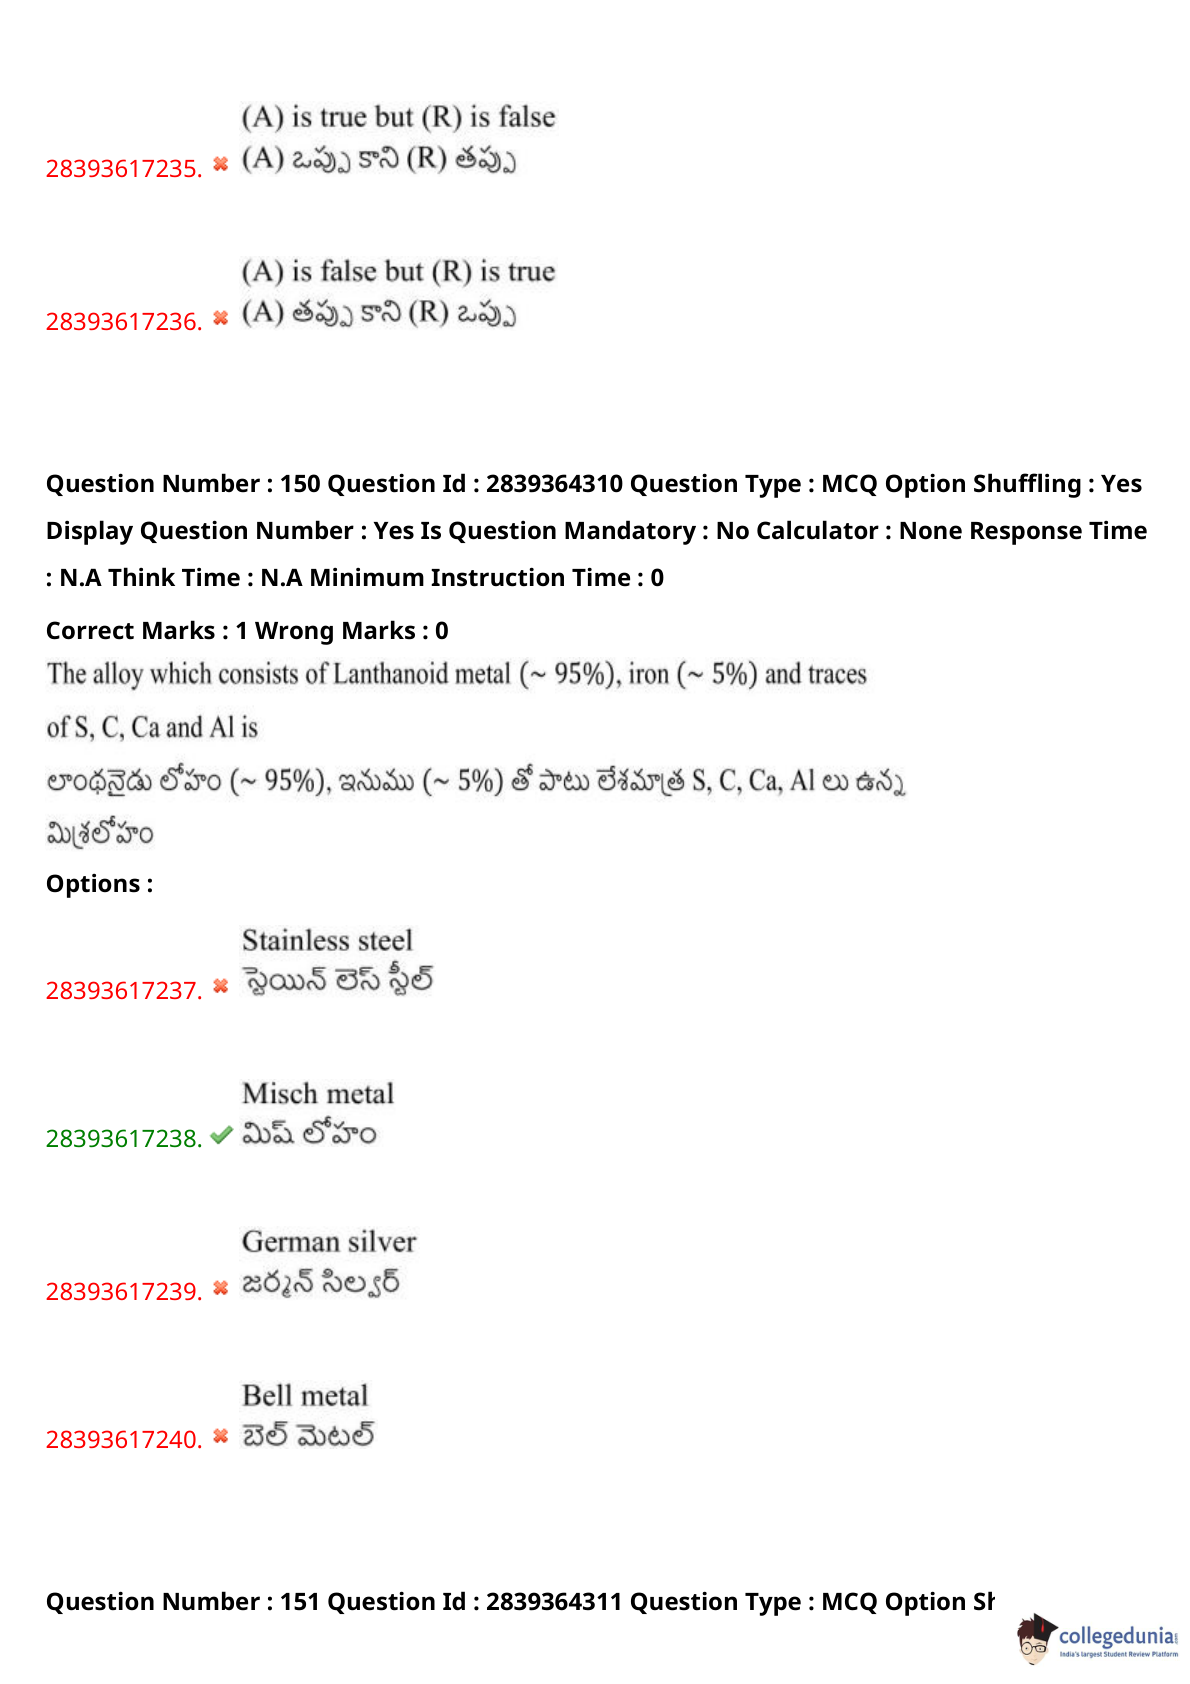 (A) is true but (R) is false
28393617235. (A) ఒప్పు కాని (R) తప్పు
(A) is false but (R) is true
28393617236. (A) తప్పు కాని (R) ఒప్పు
Question Number : 150 Question Id : 2839364310 Question Type : MCQ Option Shuffling : Yes
Display Question Number : Yes Is Question Mandatory : No Calculator : None Response Time
: N.A Think Time : N.A Minimum Instruction Time : 0
Correct Marks : 1 Wrong Marks : 0
The alloy which consists of Lanthanoid metal (~ 95%), iron (~ 5%) and traces
of S, C, Ca and Al is
లాంథనైడు లోహం (~ 95%), ఇనుము (~ 5%) తో పాటు లేశమాత్ర S, C, Ca, Al లు ఉన్న
మిశ్రలోహం
Options :
Stainless steel
28393617237. స్టెయిన్ లెస్ స్టీల్
Misch metal
28393617238. మిష్ లోహం
German silver
28393617239. జర్మన్ సిల్వర్
Bell metal
28393617240. బెల్ మెటల్
Question Number : 151 Question Id : 2839364311 Question Type : MCQ Option Sh
collegedunia
India's largest Student Review Platform